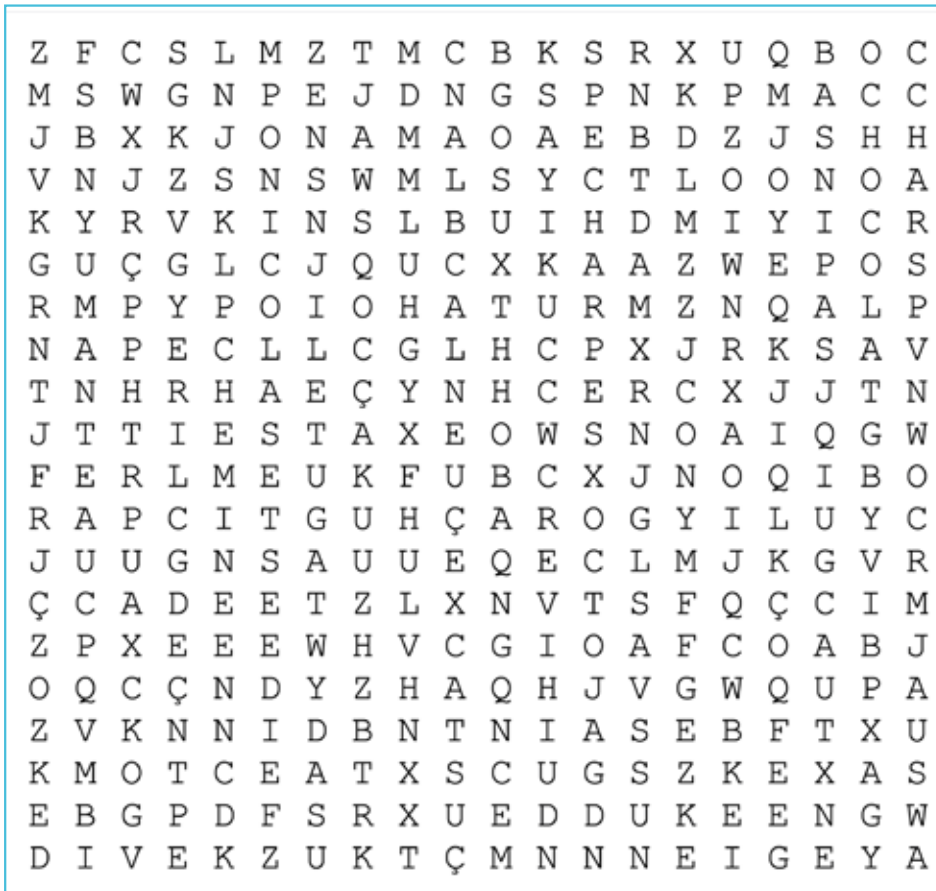 Z F C S L M Z T M C B K S R X U Q B O C
M S W G N P E J D N G S P N K P M A C C
J B X K J O N A M A O A E B D Z J S H H
V N J Z S N S W M L S Y C T L O O N O A
K Y R V K I N S L B U I H D M I Y I C R
G U Ç G L C J Q U C X K A A Z W E P O S
R M P Y P O I O H A T U R M Z N Q A L P
N A P E C L L C G L H C P X J R K S A V
T N H R H A E Ç Y N H C E R C X J J T N
J T T I E S T A X E O W S N O A I Q G W
F E R L M E U K F U B C X J N O Q I B O
R A P C I T G U H Ç A R O G Y I L U Y C
J U U G N S A U U E Q E C L M J K G V R
Ç C A D E E T Z L X N V T S F Q Ç C I M
Z P X E E E W H V C G I O A F C O A B J
O Q C Ç N D Y Z H A Q H J V G W Q U P A
Z V K N N I D B N T N I A S E B F T X U
K M O T C E A T X S C U G S Z K E X A S
E B G P D F S R X U E D D U K E E N G W
D I V E K Z U K T Ç M N N N E I G E Y A